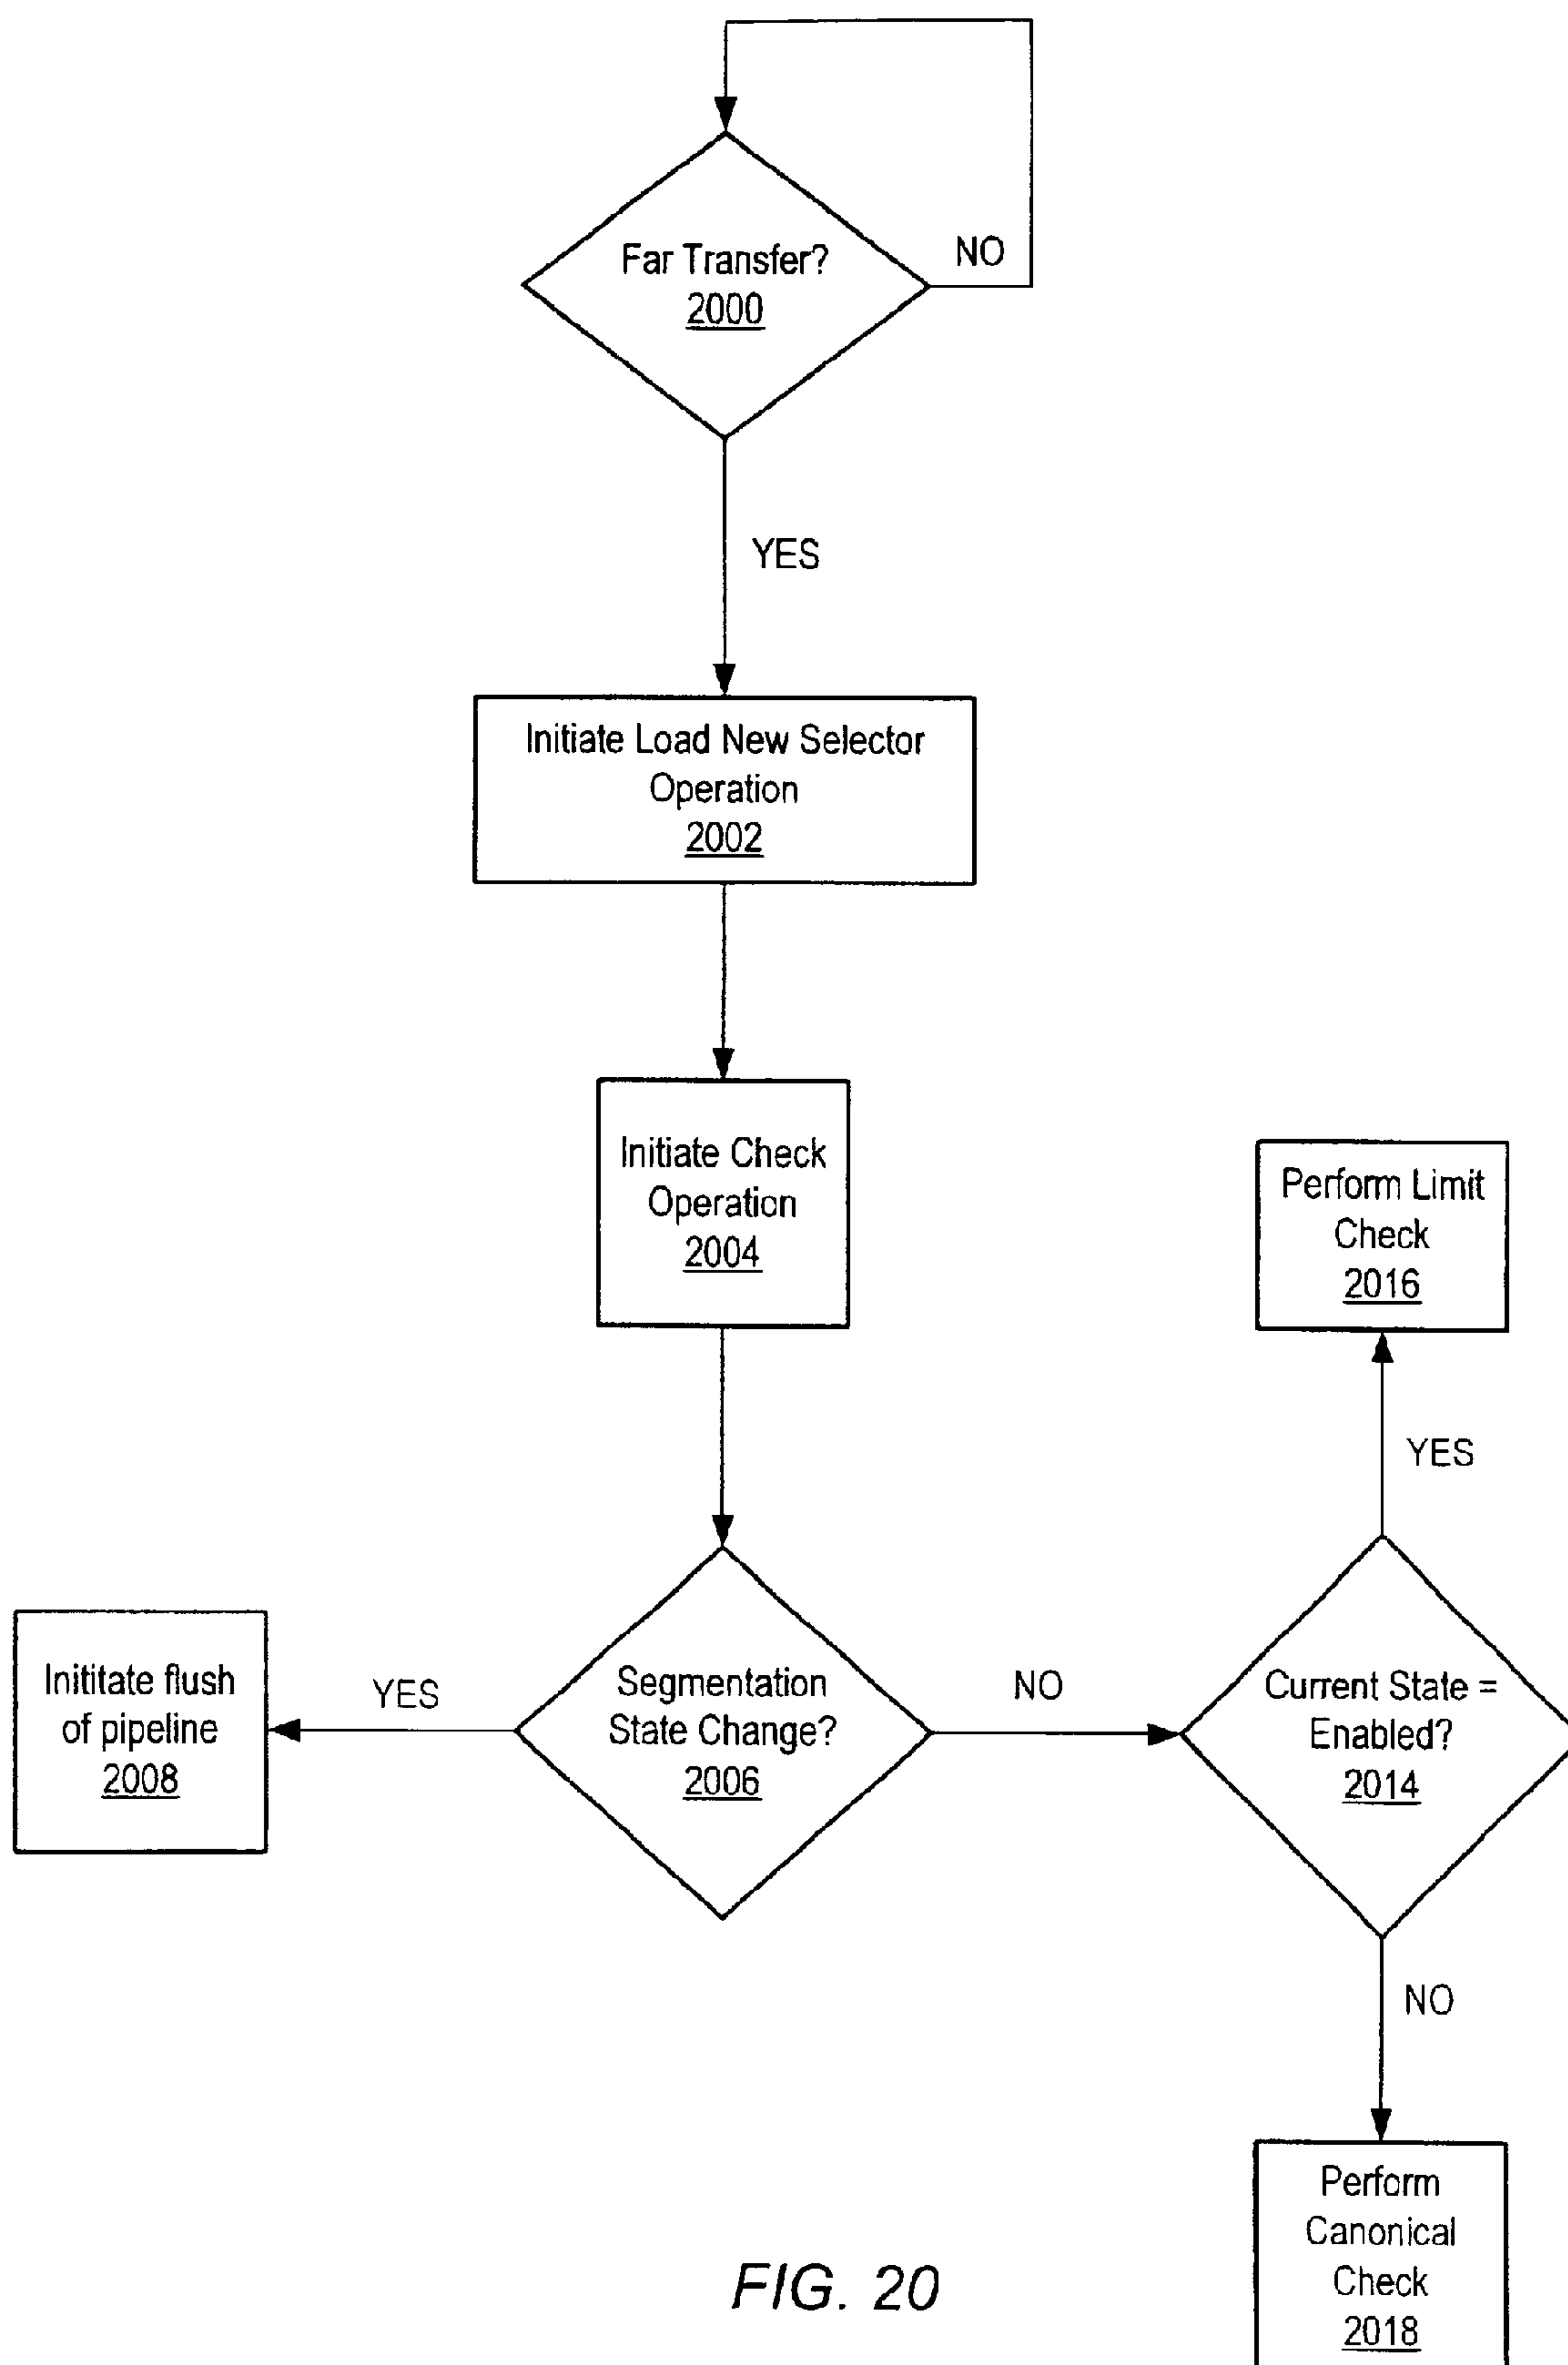 Far Transfer?
2000
NO
YES
Initiate Load New Selector
Operation
2002
Initiate Check
Operation
2004
Perform Limit
Check
2016
YES
Inititate flush
of pipeline
2008
YES
Segmentation
State Change?
2006
NO
Current State =
Enabled?
2014
NO
Perform
Canonical
Check
2018
FIG. 20